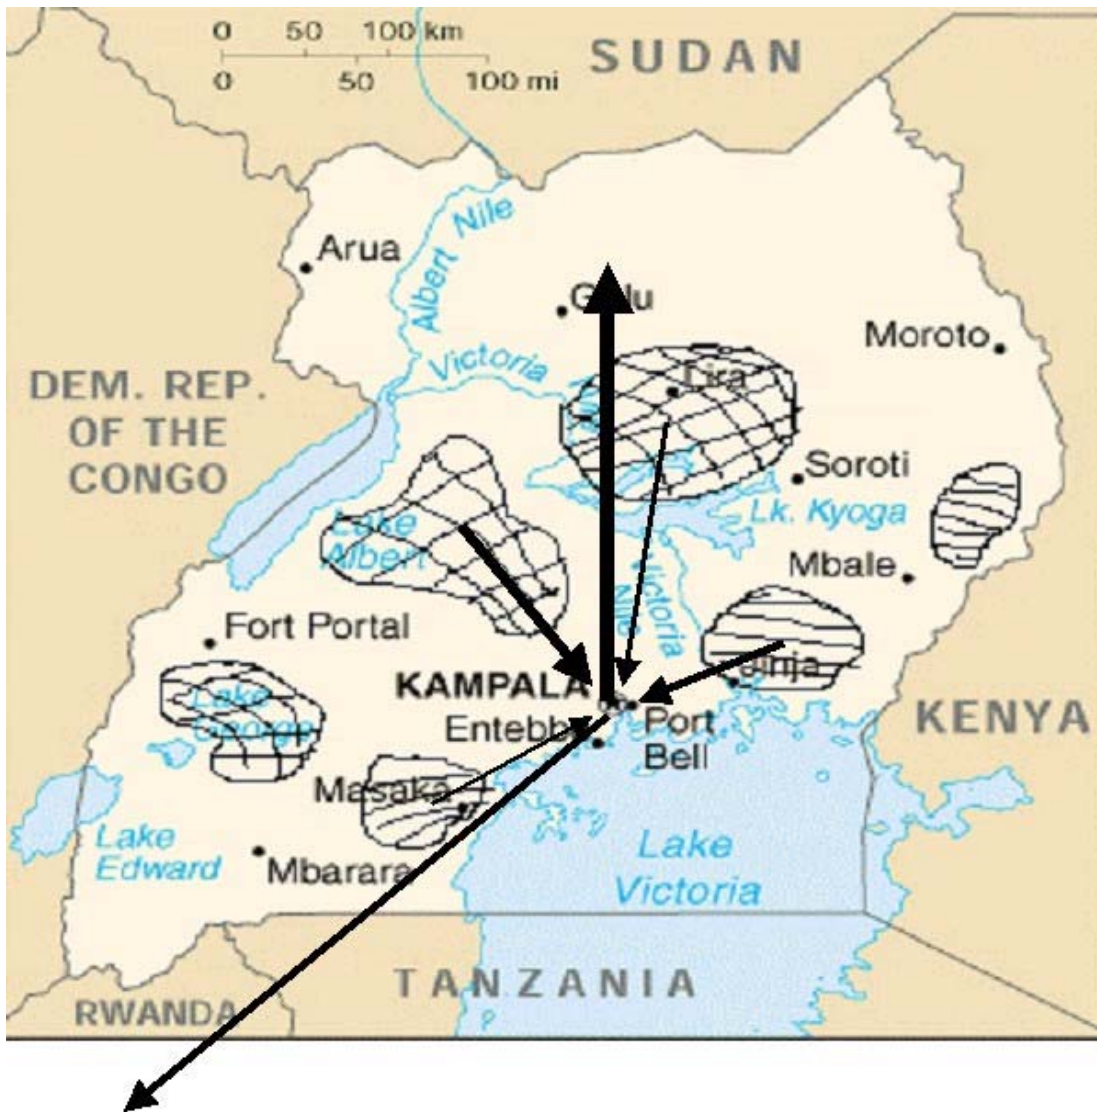 0 50 100 km
0 50 100 mi
SUDAN
Albert Nile
Arua
Gulu
Moroto
Victoria Nile
Lira
DEM. REP.
OF THE
CONGO
Soroti
Lk. Kyoga
Lake
Albert
Mbale
Victoria
Nile
Fort Portal
Jinja
KAMPALA
Lake
George
Entebbe
Port
Bell
KENYA
Masaka
Lake
Edward
Lake
Victoria
Mbarara
TANZANIA
RWANDA